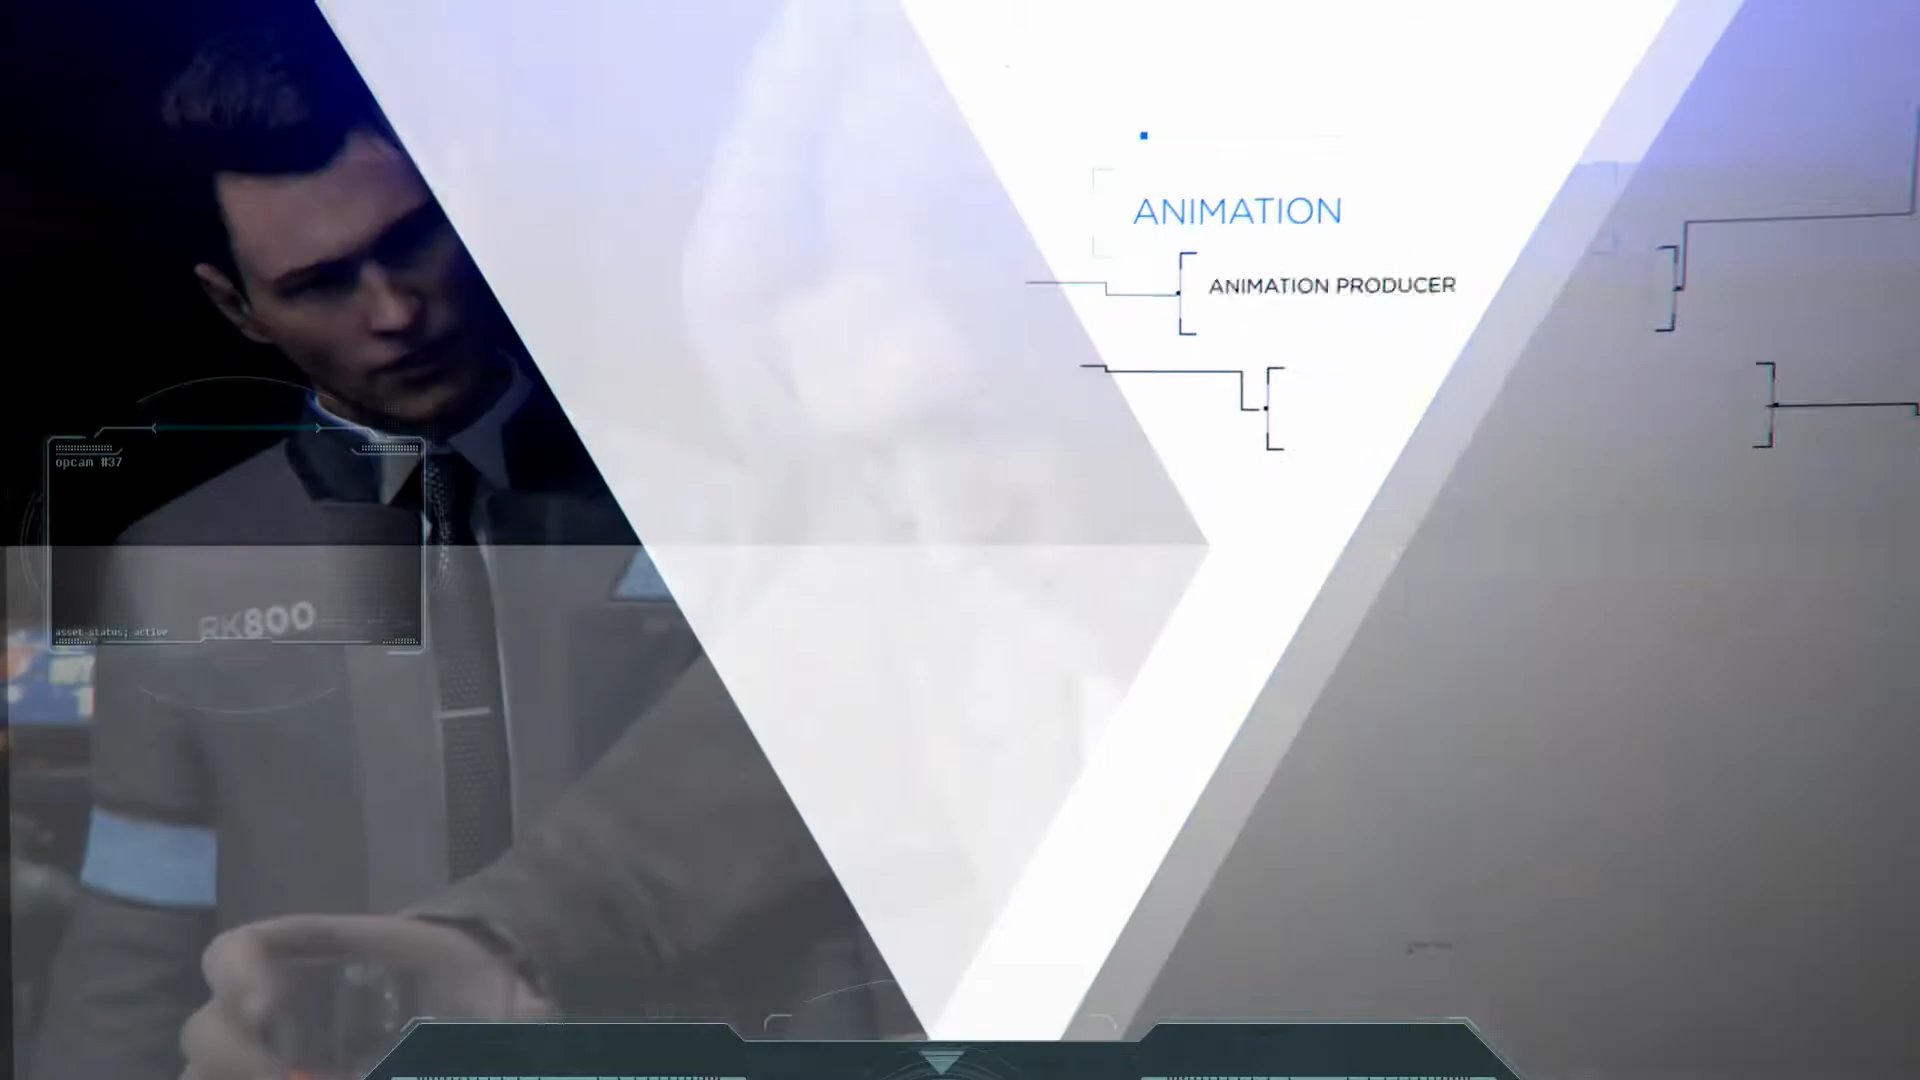 ANIMATION
ANIMATION PRODUCER
opcam #37
RK800
asset-status; active